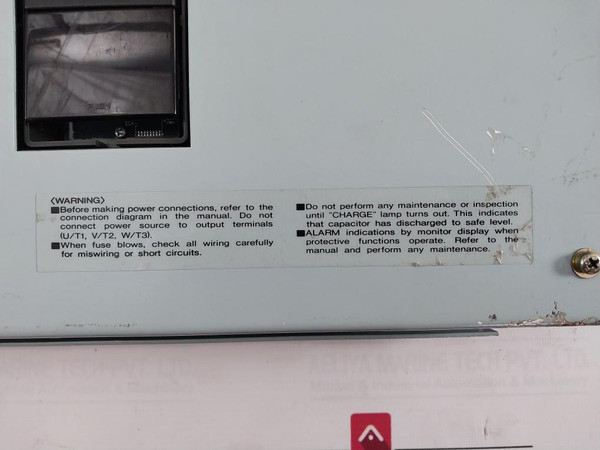 〈WARNING〉
■Before making power connections, refer to the
connection diagram in the manual. Do not
connect power source to output terminals
(U/T1, V/T2, W/T3).
■When fuse blows, check all wiring carefully
for miswiring or short circuits.
■Do not perform any maintenance or inspection
until "CHARGE" lamp turns out. This indicates
that capacitor has discharged to safe level.
■ALARM indications by monitor display when
protective functions operate. Refer to the
manual and perform any maintenance.